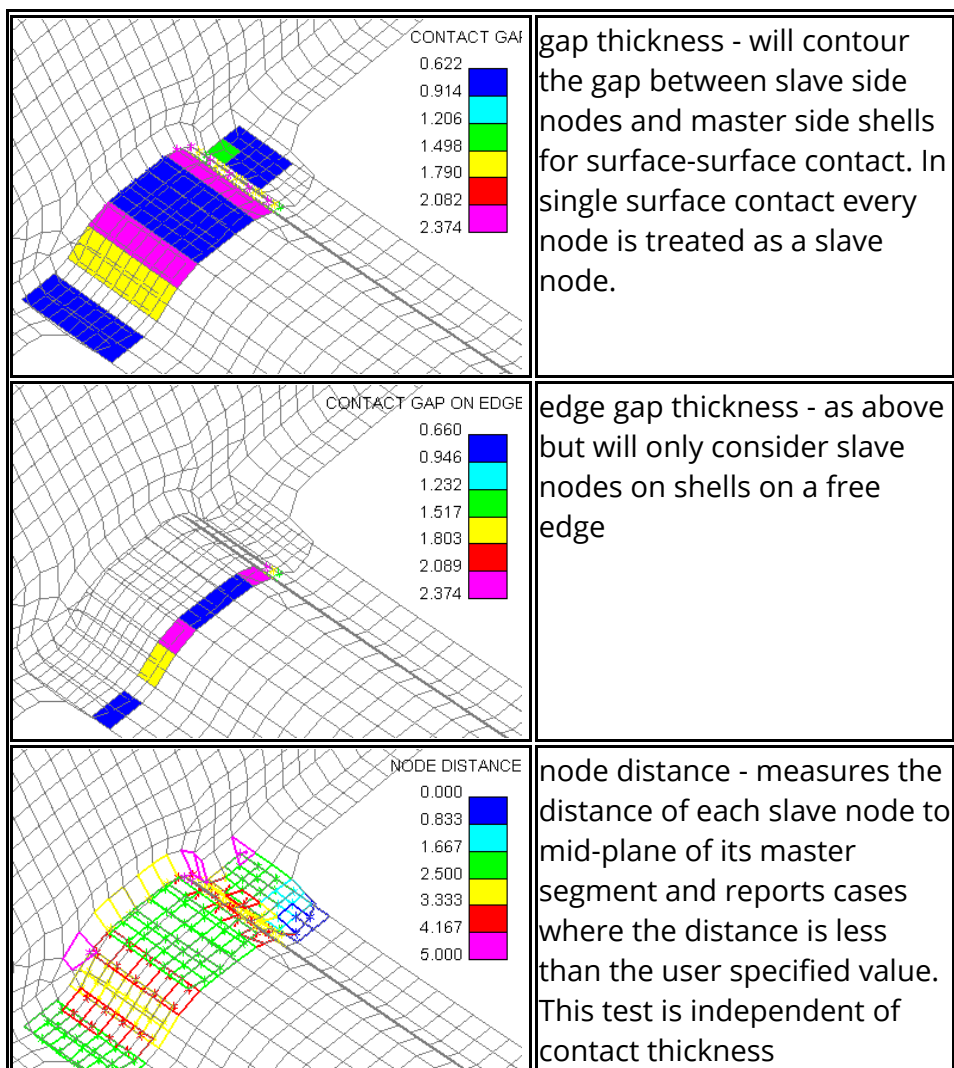 CONTACT GAP
0.622
0.914
1.206
1.498
1.790
2.082
2.374
gap thickness - will contour
the gap between slave side
nodes and master side shells
for surface-surface contact. In
single surface contact every
node is treated as a slave
node.
CONTACT GAP ON EDGE
0.660
0.946
1.232
1.517
1.803
2.089
2.374
edge gap thickness - as above
but will only consider slave
nodes on shells on a free
edge
NODE DISTANCE
0.000
0.833
1.667
2.500
3.333
4.167
5.000
node distance - measures the
distance of each slave node to
mid-plane of its master
segment and reports cases
where the distance is less
than the user specified value.
This test is independent of
contact thickness